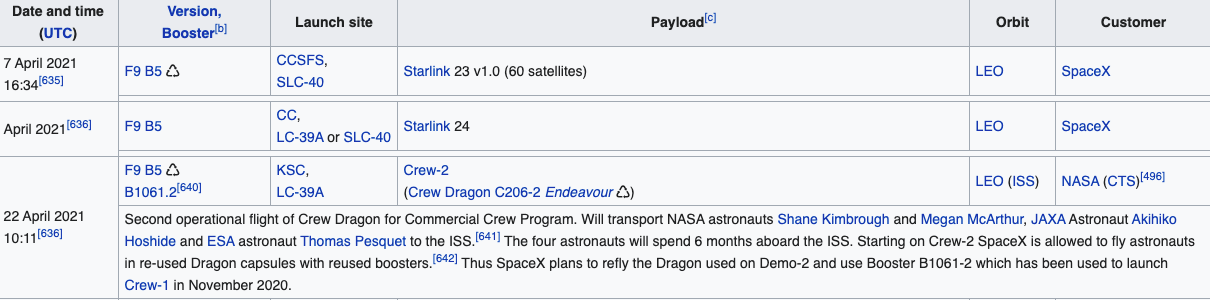 Date and time
(UTC)
Version,
Booster[b]
Launch site
Payload[c]
Orbit
Customer
7 April 2021
16:34[635]
F9 B5
CCSFS,
SLC-40
Starlink 23 v1.0 (60 satellites)
LEO
SpaceX
April 2021[636]
F9 B5
CC,
LC-39A or SLC-40
Starlink 24
LEO
SpaceX
22 April 2021
10:11[636]
F9 B5
B1061.2[640]
KSC,
LC-39A
Crew-2
(Crew Dragon C206-2 Endeavour )
LEO (ISS)
NASA (CTS)[496]
Second operational flight of Crew Dragon for Commercial Crew Program. Will transport NASA astronauts Shane Kimbrough and Megan McArthur, JAXA Astronaut Akihiko
Hoshide and ESA astronaut Thomas Pesquet to the ISS.[641] The four astronauts will spend 6 months aboard the ISS. Starting on Crew-2 SpaceX is allowed to fly astronauts
in re-used Dragon capsules with reused boosters.[642] Thus SpaceX plans to refly the Dragon used on Demo-2 and use Booster B1061-2 which has been used to launch
Crew-1 in November 2020.